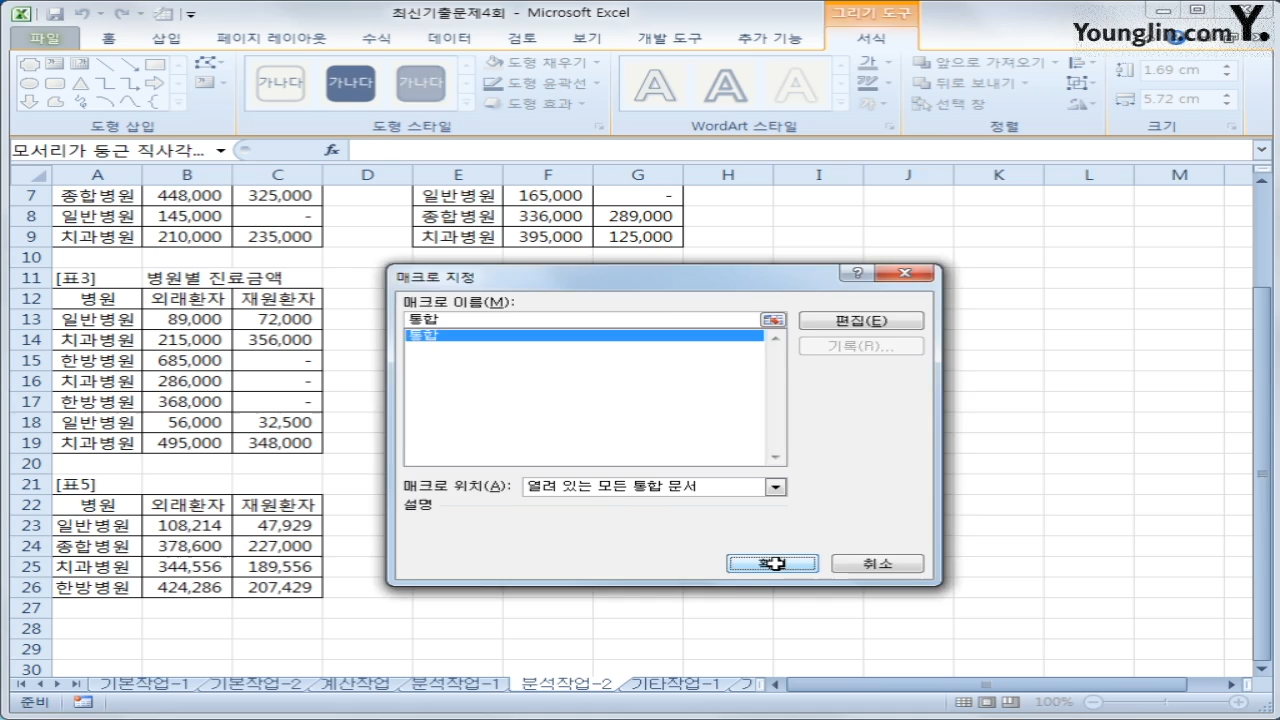 최신기출문제4회 - Microsoft Excel
그리기 도구
Younglin.com Y.
파일 홈 삽입 페이지 레이아웃 수식 데이터 검토 보기 개발 도구 추가 기능 서식
가나다 가나다 가나다
도형 채우기
도형 윤곽선
도형 효과
가
앞으로 가져오기
뒤로 보내기
선택 창
1.69 cm
5.72 cm
도형 삽입 도형 스타일 WordArt 스타일 정렬 크기
모서리가 둥근 직사각... fx
A B C D E F G H I J K L M
7 종합병원 448,000 325,000 일반병원 165,000 -
8 일반병원 145,000 - 종합병원 336,000 289,000
9 치과병원 210,000 235,000 치과병원 395,000 125,000
10
11 [표3] 병원별 진료금액
12 병원 외래환자 재원환자
13 일반병원 89,000 72,000
14 치과병원 215,000 356,000
15 한방병원 685,000 -
16 치과병원 286,000 -
17 한방병원 368,000 -
18 일반병원 56,000 32,500
19 치과병원 495,000 348,000
20
21 [표5]
22 병원 외래환자 재원환자
23 일반병원 108,214 47,929
24 종합병원 378,600 227,000
25 치과병원 344,556 189,556
26 한방병원 424,286 207,429
27
28
29
30
매크로 지정
매크로 이름(M):
통합
통합
편집(E)
기록(R)...
매크로 위치(A): 열려 있는 모든 통합 문서
설명
취소
기본작업-1 기본작업-2 계산작업 분석작업-1 분석작업-2 기타작업-1 기
준비 100%